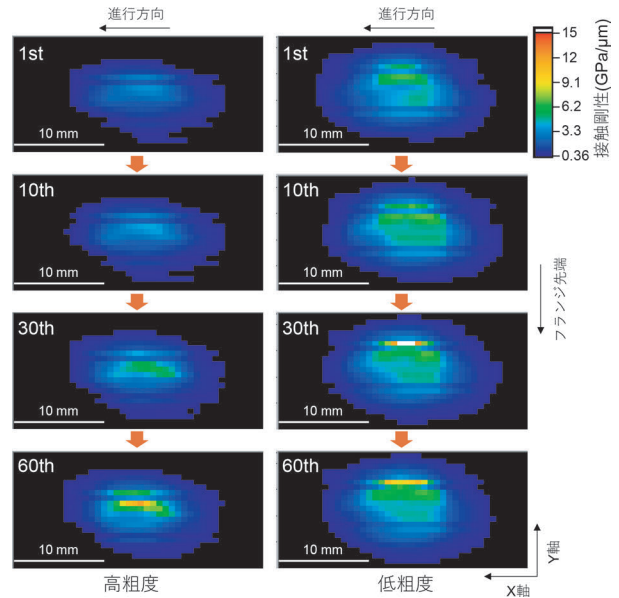 進行方向
進行方向
1st
10 mm
1st
10 mm
15
12
9.1
6.2
3.3
0.36
接触剛性(GPa/μm)
10th
10 mm
10th
10 mm
フランジ先端
30th
10 mm
30th
10 mm
60th
10 mm
60th
10 mm
Y軸
X軸
高粗度
低粗度